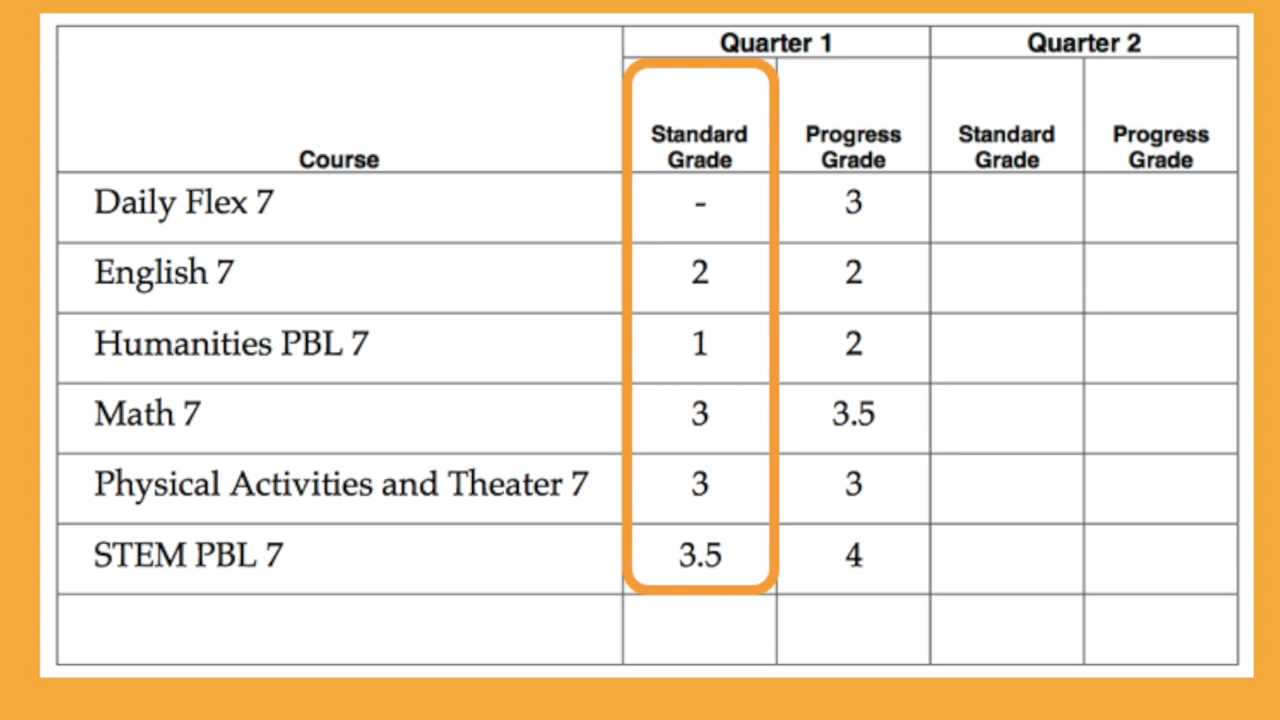 Quarter 1 Quarter 2
Course Standard Grade Progress Grade Standard Grade Progress Grade
Daily Flex 7 - 3
English 7 2 2
Humanities PBL 7 1 2
Math 7 3 3.5
Physical Activities and Theater 7 3 3
STEM PBL 7 3.5 4